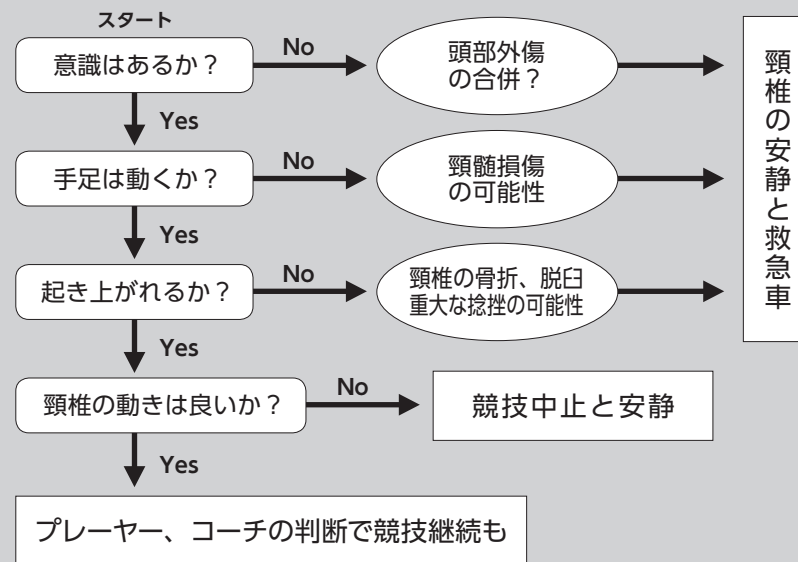 スタート
意識はあるか？
No
頭部外傷
の合併？
Yes
手足は動くか？
No
頸髄損傷
の可能性
Yes
起き上がれるか？
No
頸椎の骨折、脱臼
重大な捻挫の可能性
頸椎の安静と救急車
Yes
頸椎の動きは良いか？
No
競技中止と安静
Yes
プレーヤー、コーチの判断で競技継続も